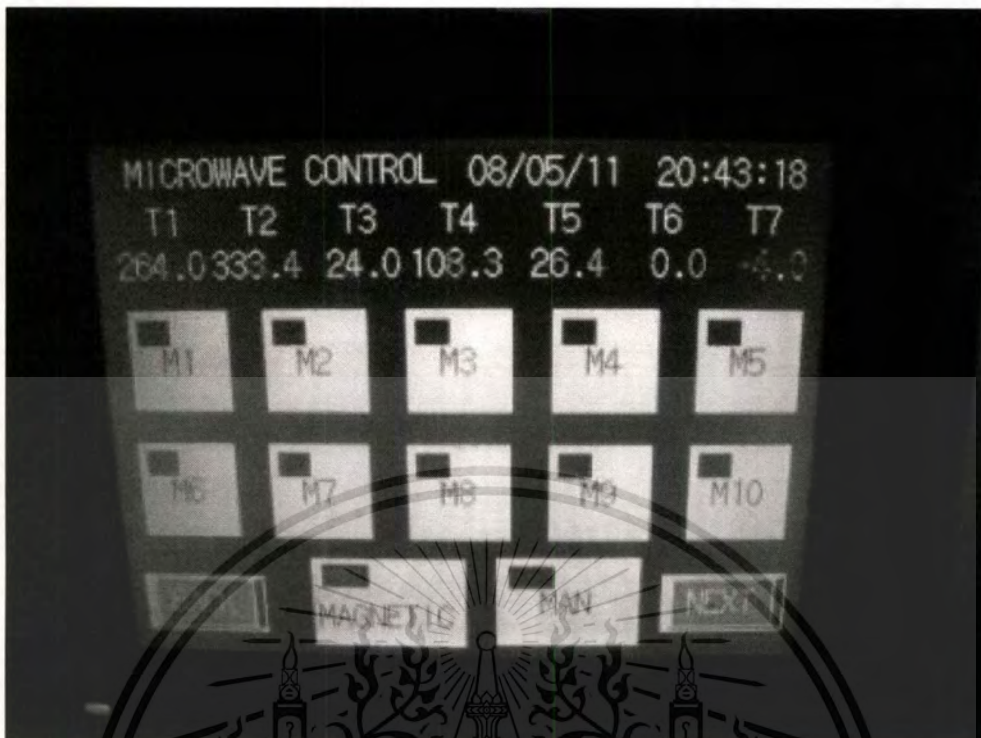 MICROWAVE CONTROL 08/05/11 20:43:18
T1 T2 T3 T4 T5 T6 T7
264.0 333.4 24.0 108.3 26.4 0.0 -4.0
M1 M2 M3 M4 M5
M6 M7 M8 M9 M10
MAGNETIC MAN NEXT